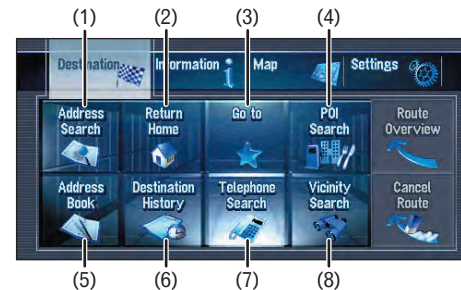 (1) (2) (3) (4)
Destination Information Map Settings
Address Return Go to POI Route
Search Home Search Overview
Address Destination Telephone Vicinity Cancel
Book History Search Search Route
(5) (6) (7) (8)